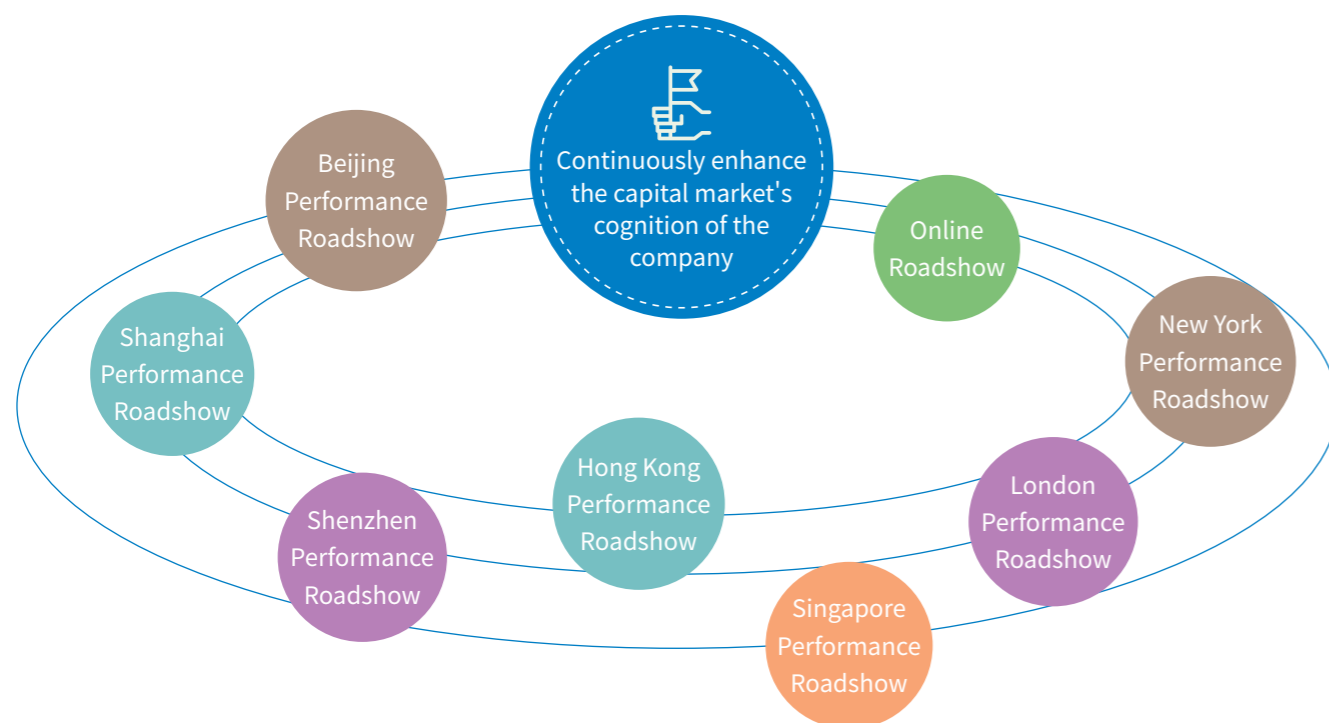 Continuously enhance
the capital market's
cognition of the
company
Beijing
Performance
Roadshow
Online
Roadshow
Shanghai
Performance
Roadshow
New York
Performance
Roadshow
Hong Kong
Performance
Roadshow
London
Performance
Roadshow
Shenzhen
Performance
Roadshow
Singapore
Performance
Roadshow